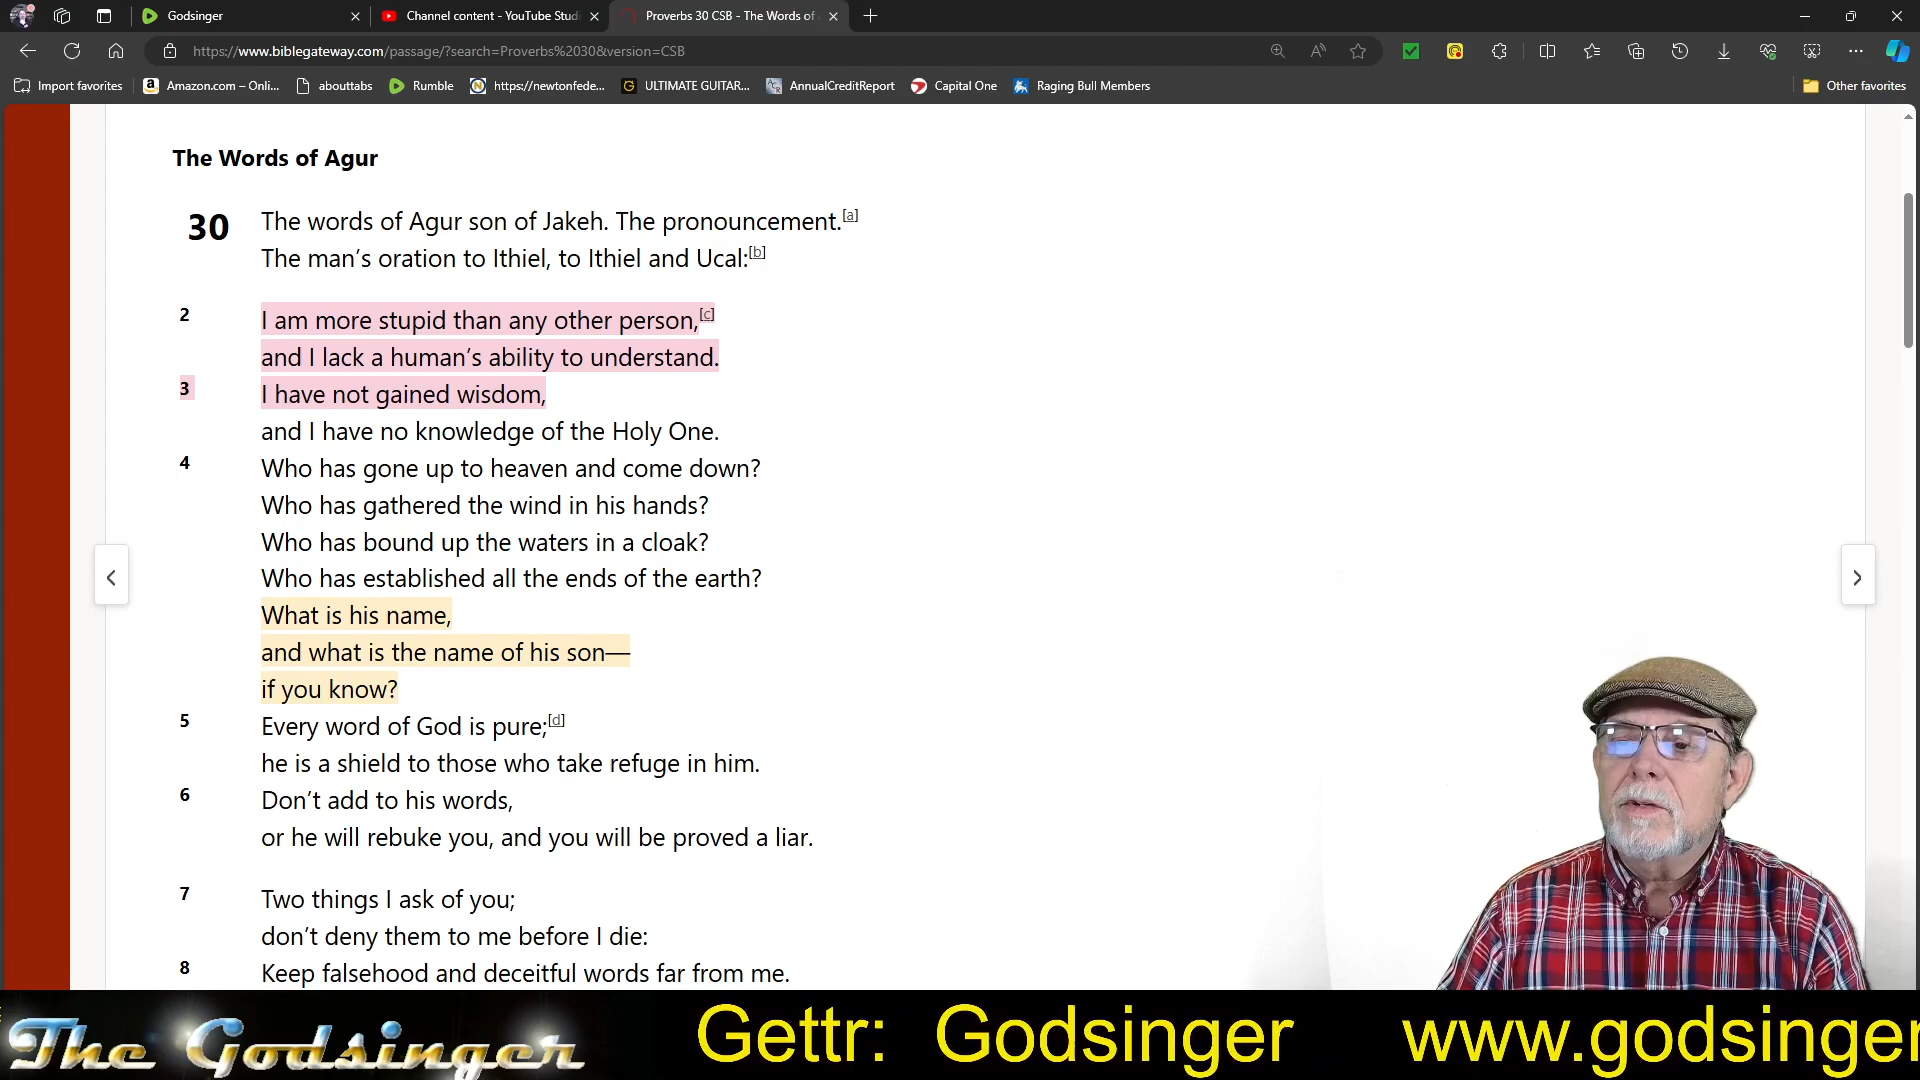 Godsinger
Channel content - YouTube Studi
Proverbs 30 CSB - The Words of
https://www.biblegateway.com/passage/?search=Proverbs%2030&version=CSB
Import favorites
Amazon.com – Onli...
abouttabs
Rumble
https://newtonfede...
ULTIMATE GUITAR...
AnnualCreditReport
Capital One
Raging Bull Members
Other favorites
The Words of Agur
30 The words of Agur son of Jakeh. The pronouncement.[a]
The man’s oration to Ithiel, to Ithiel and Ucal:[b]
2 I am more stupid than any other person,[c]
and I lack a human’s ability to understand.
3 I have not gained wisdom,
and I have no knowledge of the Holy One.
4 Who has gone up to heaven and come down?
Who has gathered the wind in his hands?
Who has bound up the waters in a cloak?
Who has established all the ends of the earth?
What is his name,
and what is the name of his son—
if you know?
5 Every word of God is pure;[d]
he is a shield to those who take refuge in him.
6 Don’t add to his words,
or he will rebuke you, and you will be proved a liar.
7 Two things I ask of you;
don’t deny them to me before I die:
8 Keep falsehood and deceitful words far from me.
The Godsinger
Gettr: Godsinger www.godsinger